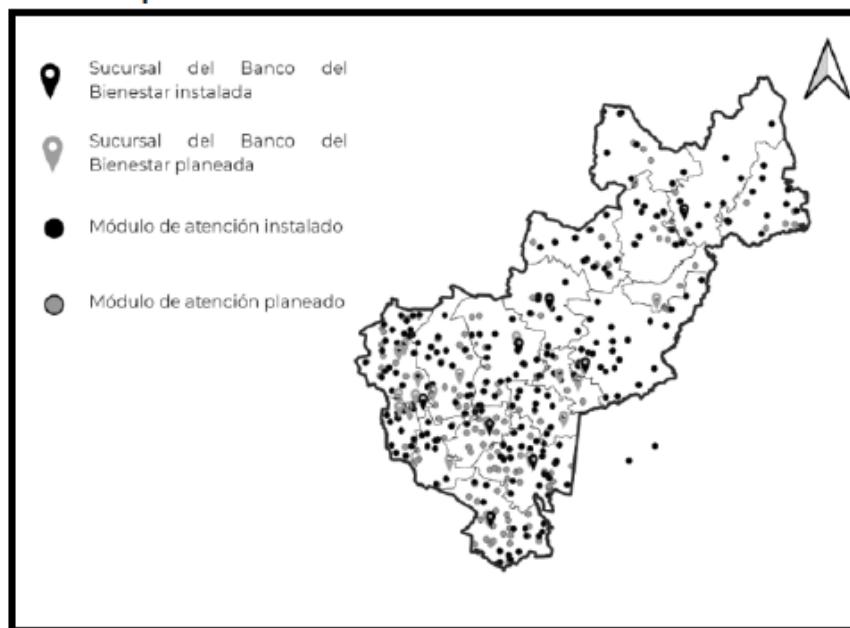 Sucursal del Banco del
Bienestar instalada
Sucursal del Banco del
Bienestar planeada
Módulo de atención instalado
Módulo de atención planeado